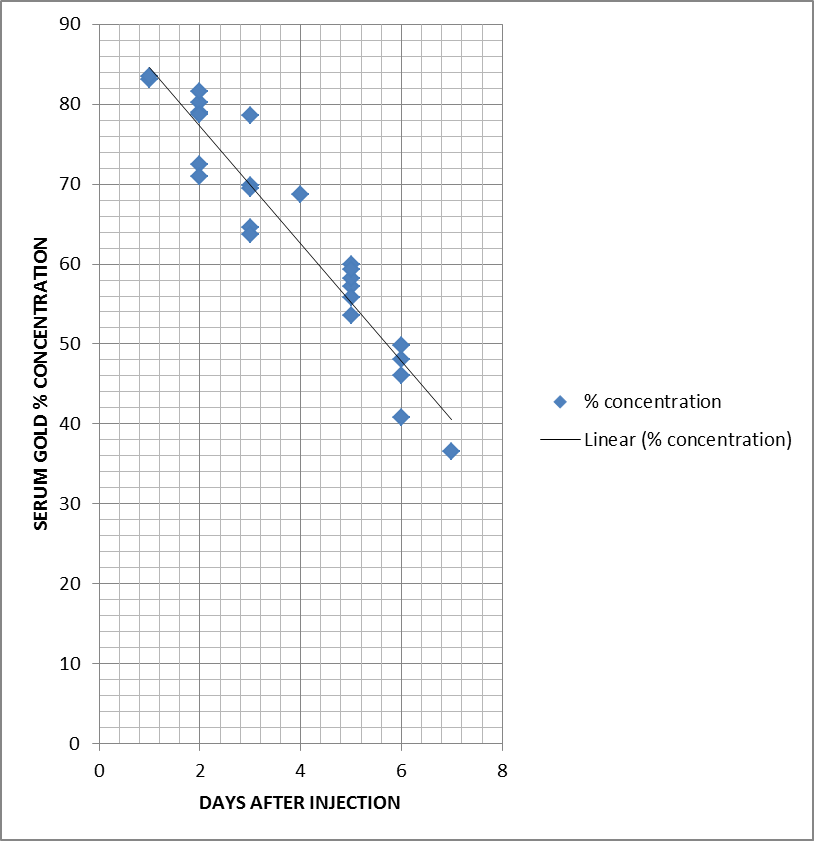 90
80
70
60
50
40
30
20
10
0
SERUM GOLD % CONCENTRATION
0 2 4 6 8
DAYS AFTER INJECTION
% concentration
Linear (% concentration)